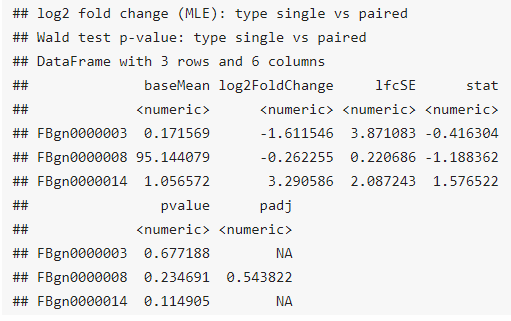 ## log2 fold change (MLE): type single vs paired
## Wald test p-value: type single vs paired
## DataFrame with 3 rows and 6 columns
##              baseMean log2FoldChange     lfcSE      stat
##             <numeric>      <numeric> <numeric> <numeric>
## FBgn0000003  0.171569      -1.611546  3.871083 -0.416304
## FBgn0000008 95.144079      -0.262255  0.220686 -1.188362
## FBgn0000014  1.056572       3.290586  2.087243  1.576522
##                pvalue      padj
##             <numeric> <numeric>
## FBgn0000003  0.677188        NA
## FBgn0000008  0.234691  0.543822
## FBgn0000014  0.114905        NA